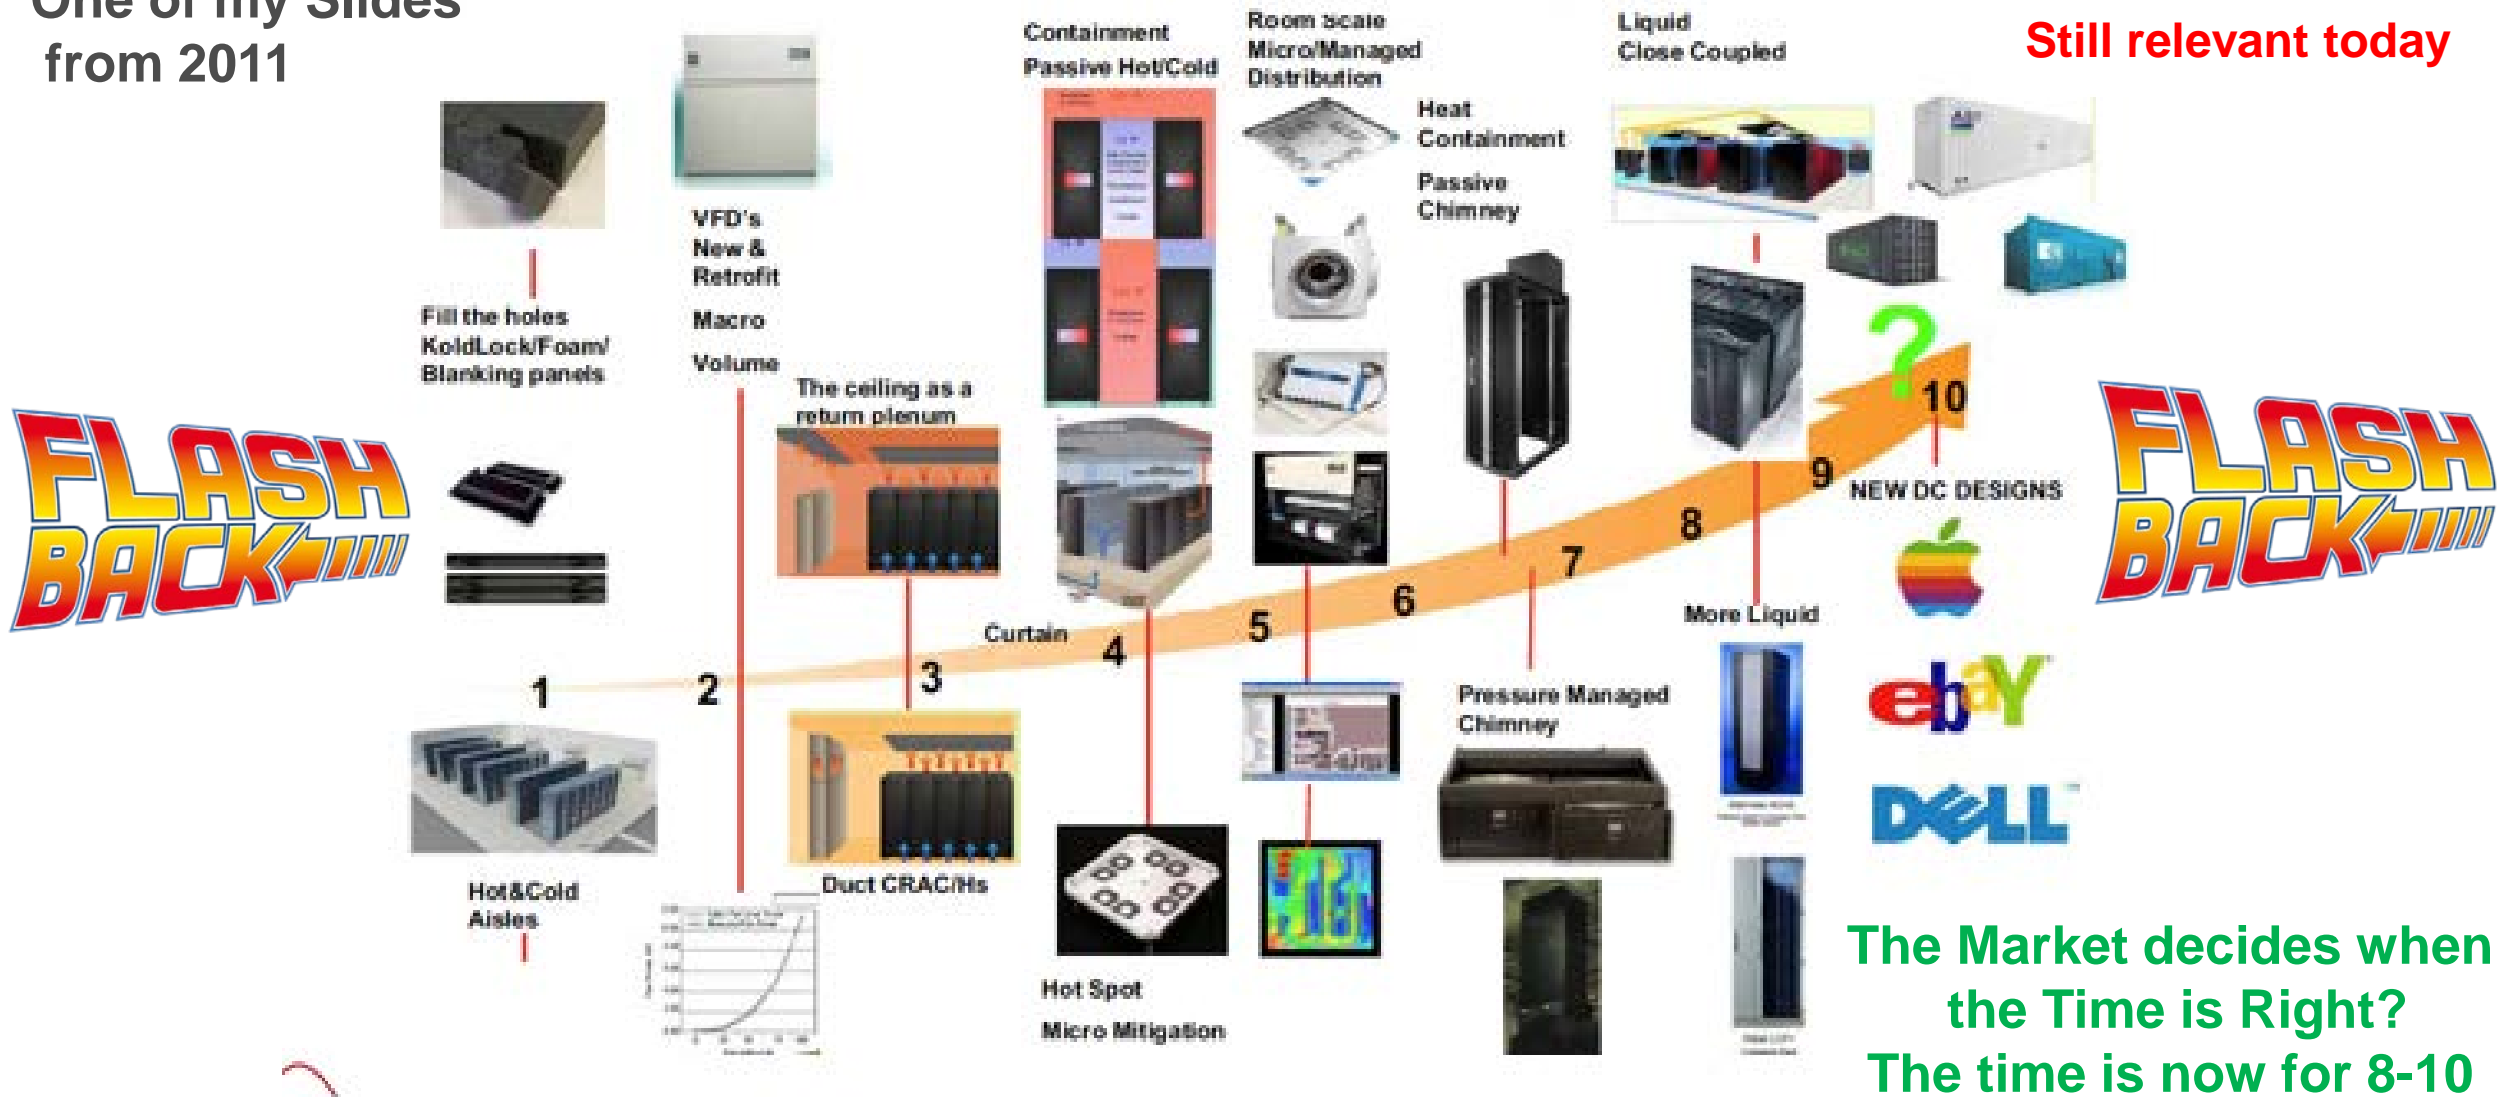 One of my Slides
from 2011
Still relevant today
FLASH
BACK
Fill the holes
KoldLock/Foam/
Blanking panels
VFD's
New &
Retrofit
Macro
Volume
The ceiling as a
return plenum
Containment
Passive Hot/Cold
Room Scale
Micro/Managed
Distribution
Heat
Containment
Passive
Chimney
Liquid
Close Coupled
?
1
2
3
Curtain
4
5
6
7
8
9
10
NEW DC DESIGNS
FLASH
BACK
Hot&Cold
Aisles
Duct CRAC/Hs
Hot Spot
Micro Mitigation
Pressure Managed
Chimney
More Liquid
ebaY
DELL
The Market decides when
the Time is Right?
The time is now for 8-10